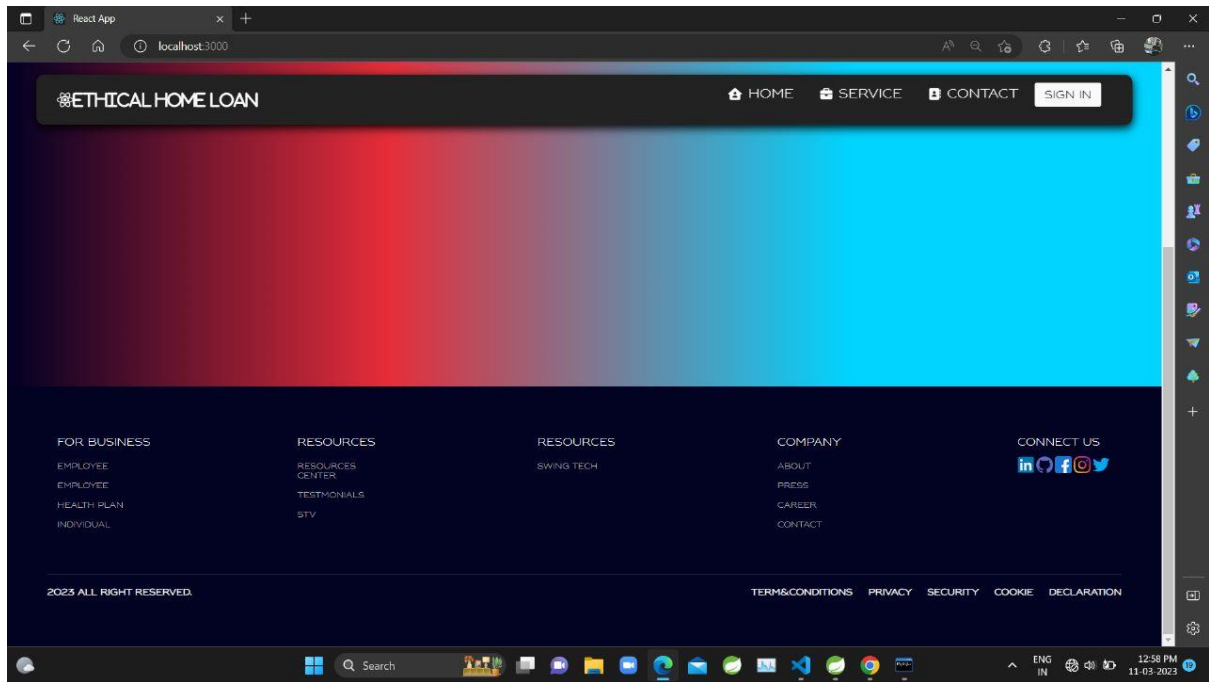 React App
localhost:3000
ETHICAL HOME LOAN
HOME SERVICE CONTACT SIGN IN
FOR BUSINESS
EMPLOYEE
EMPLOYEE
HEALTH PLAN
INDIVIDUAL
RESOURCES
RESOURCES
CENTER
TESTMONIALS
STV
RESOURCES
SWING TECH
COMPANY
ABOUT
PRESS
CAREER
CONTACT
CONNECT US
2023 ALL RIGHT RESERVED.
TERM&CONDITIONS PRIVACY SECURITY COOKIE DECLARATION
Search
ENG
IN
12:58 PM
11-03-2023
19